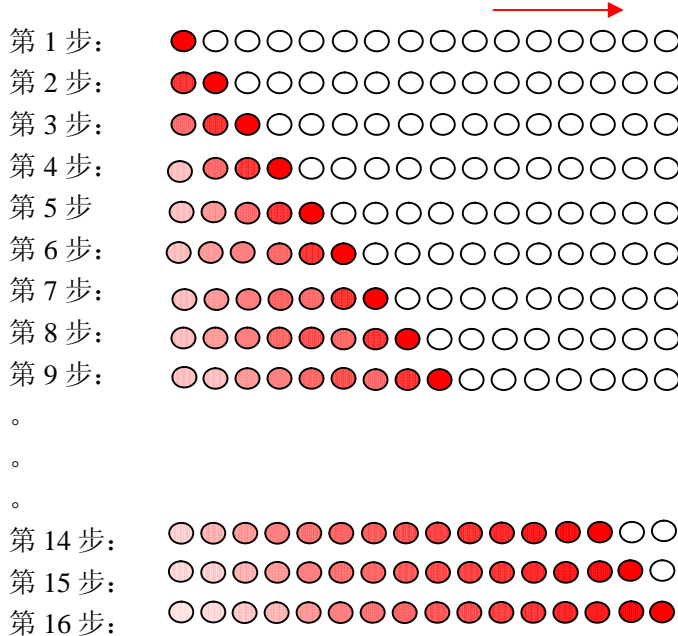 第 1 步：
第 2 步：
第 3 步：
第 4 步：
第 5 步
第 6 步：
第 7 步：
第 8 步：
第 9 步：
。
。
。
第 14 步：
第 15 步：
第 16 步：